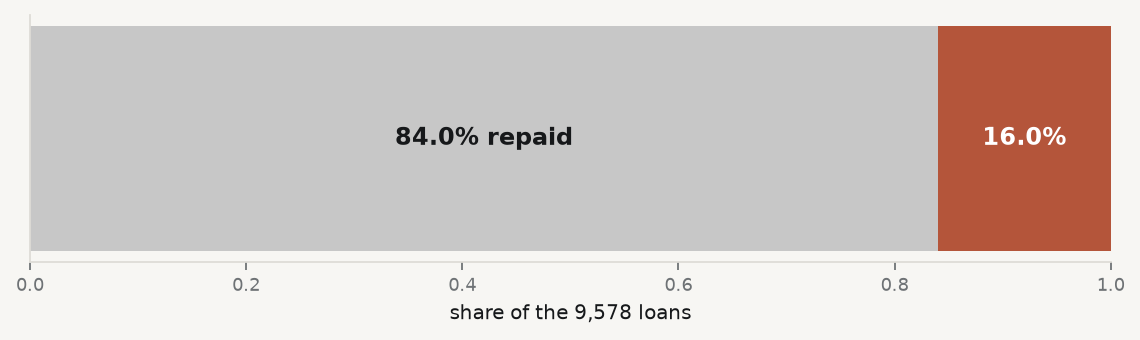 84.0% repaid
16.0%
0.0 0.2 0.4 0.6 0.8 1.0
share of the 9,578 loans